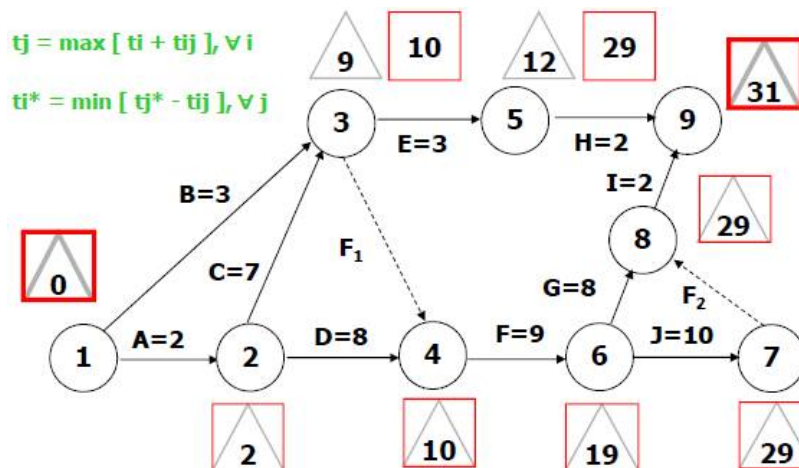 tj = max [ ti + tij ], ∀ i
9 10 12 29 31
ti* = min [ tj* - tij ], ∀ j
3 E=3 5 H=2 9
B=3 I=2
C=7 F₁ 8 29
0 G=8 F₂
1 A=2 2 D=8 4 F=9 6 J=10 7
2 10 19 29